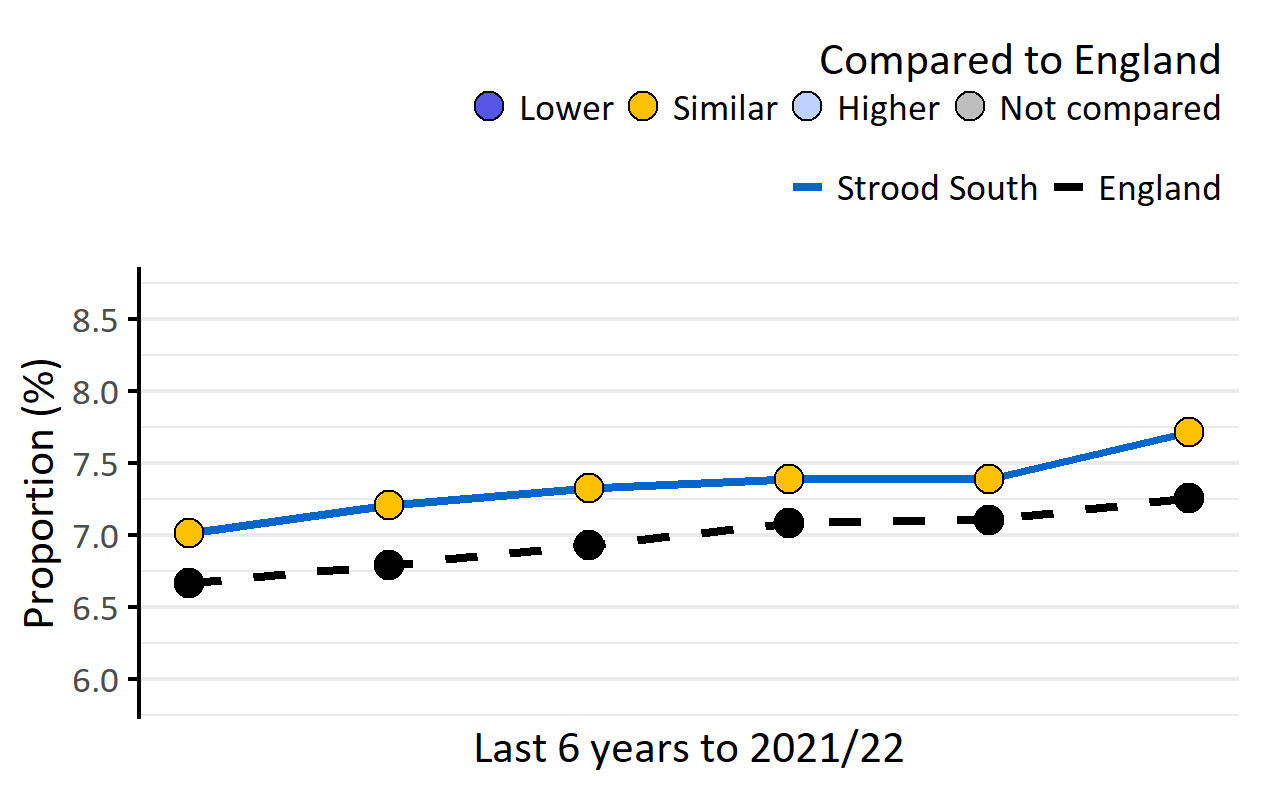 Compared to England
Lower Similar Higher Not compared
Strood South England
8.5
8.0
7.5
7.0
6.5
6.0
Proportion (%)
Last 6 years to 2021/22